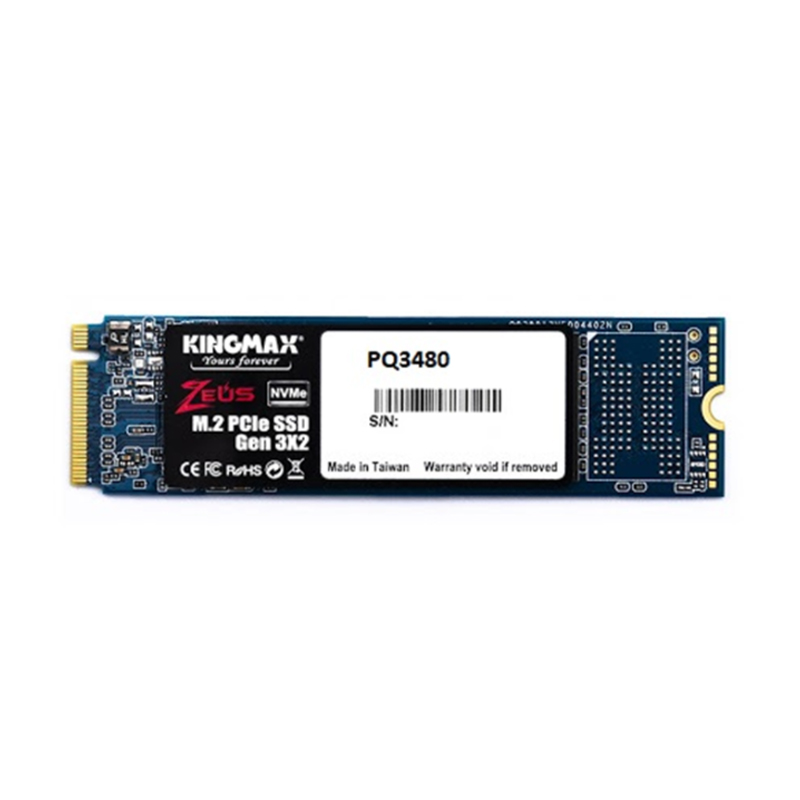 KINGMAX
Yours forever
ZEUS NVMe
M.2 PCIe SSD
Gen 3X2
CE FC RoHS
PQ3480
S/N:
Made in Taiwan Warranty void if removed